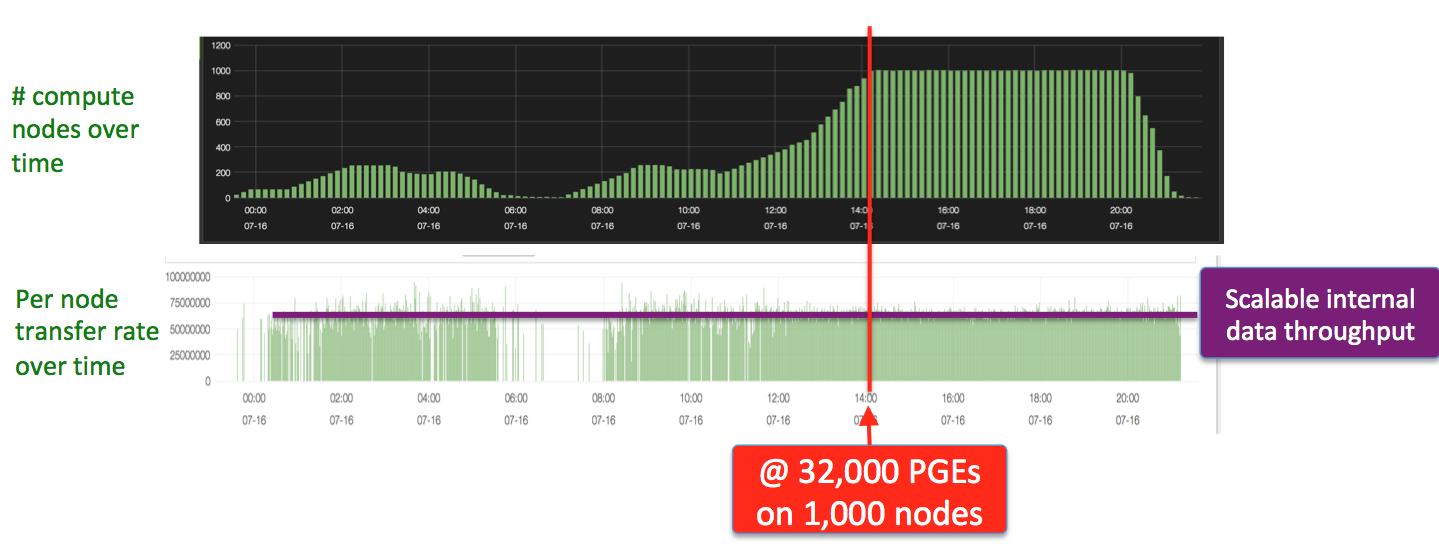 # compute
nodes over
time
1200
1000
800
600
400
200
0
00:00 02:00 04:00 06:00 08:00 10:00 12:00 14:00 16:00 18:00 20:00
07-16 07-16 07-16 07-16 07-16 07-16 07-16 07-16 07-16 07-16 07-16
Per node
transfer rate
over time
100000000
75000000
50000000
25000000
0
00:00 02:00 04:00 06:00 08:00 10:00 12:00 14:00 16:00 18:00 20:00
07-16 07-16 07-16 07-16 07-16 07-16 07-16 07-16 07-16 07-16 07-16
Scalable internal
data throughput
@ 32,000 PGEs
on 1,000 nodes